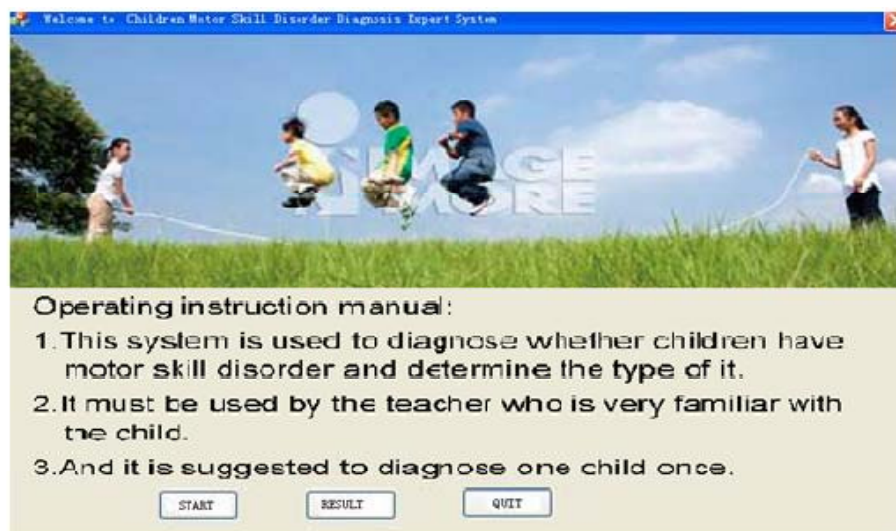 Welcome to Children Motor Skill Disorder Diagnosis Expert System
IMAGE
MORE
Operating instruction manual:
1.This system is used to diagnose whether children have
motor skill disorder and determine the type of it.
2.It must be used by the teacher who is very familiar with
the child.
3.And it is suggested to diagnose one child once.
START RESULT QUIT